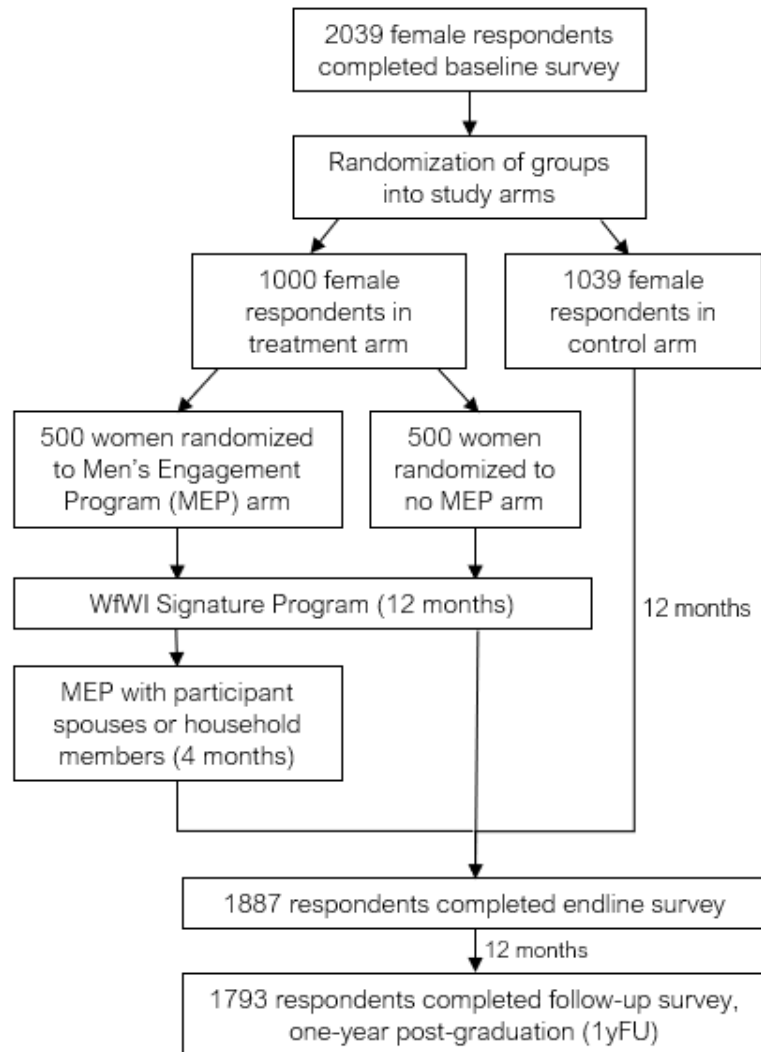 2039 female respondents
completed baseline survey
Randomization of groups
into study arms
1000 female
respondents in
treatment arm
1039 female
respondents in
control arm
500 women randomized
to Men's Engagement
Program (MEP) arm
500 women
randomized to
no MEP arm
WfWI Signature Program (12 months)
12 months
MEP with participant
spouses or household
members (4 months)
1887 respondents completed endline survey
12 months
1793 respondents completed follow-up survey,
one-year post-graduation (1yFU)